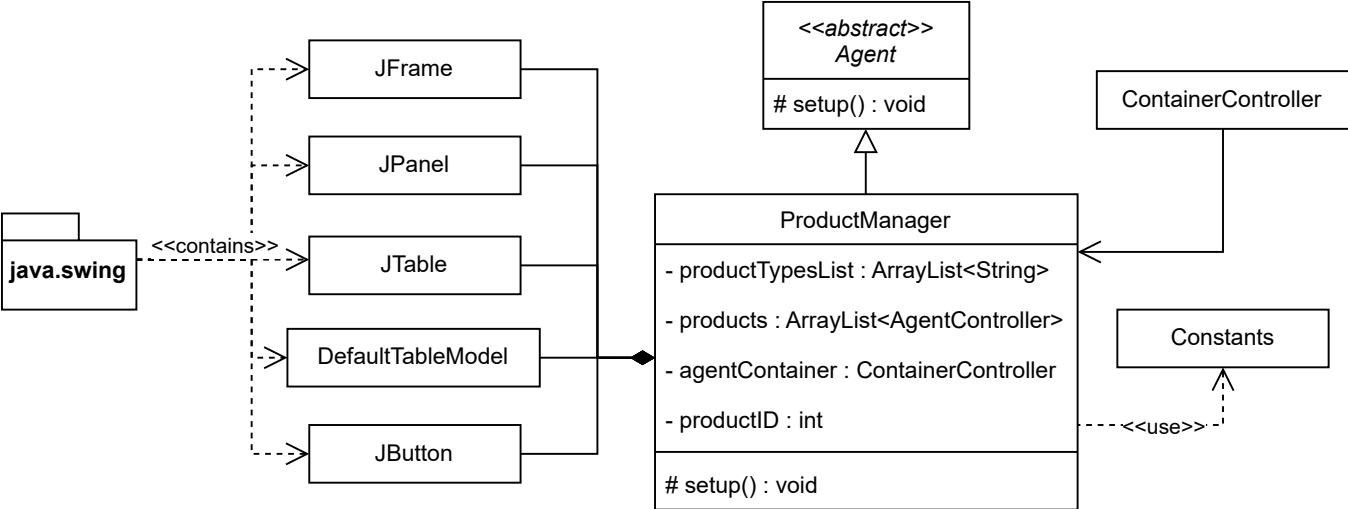 <<abstract>>
Agent
# setup() : void
JFrame
ContainerController
JPanel
ProductManager
java.swing
<<contains>>
JTable
- productTypesList : ArrayList<String>
- products : ArrayList<AgentController>
- agentContainer : ContainerController
- productID : int
# setup() : void
DefaultTableModel
JButton
Constants
<<use>>